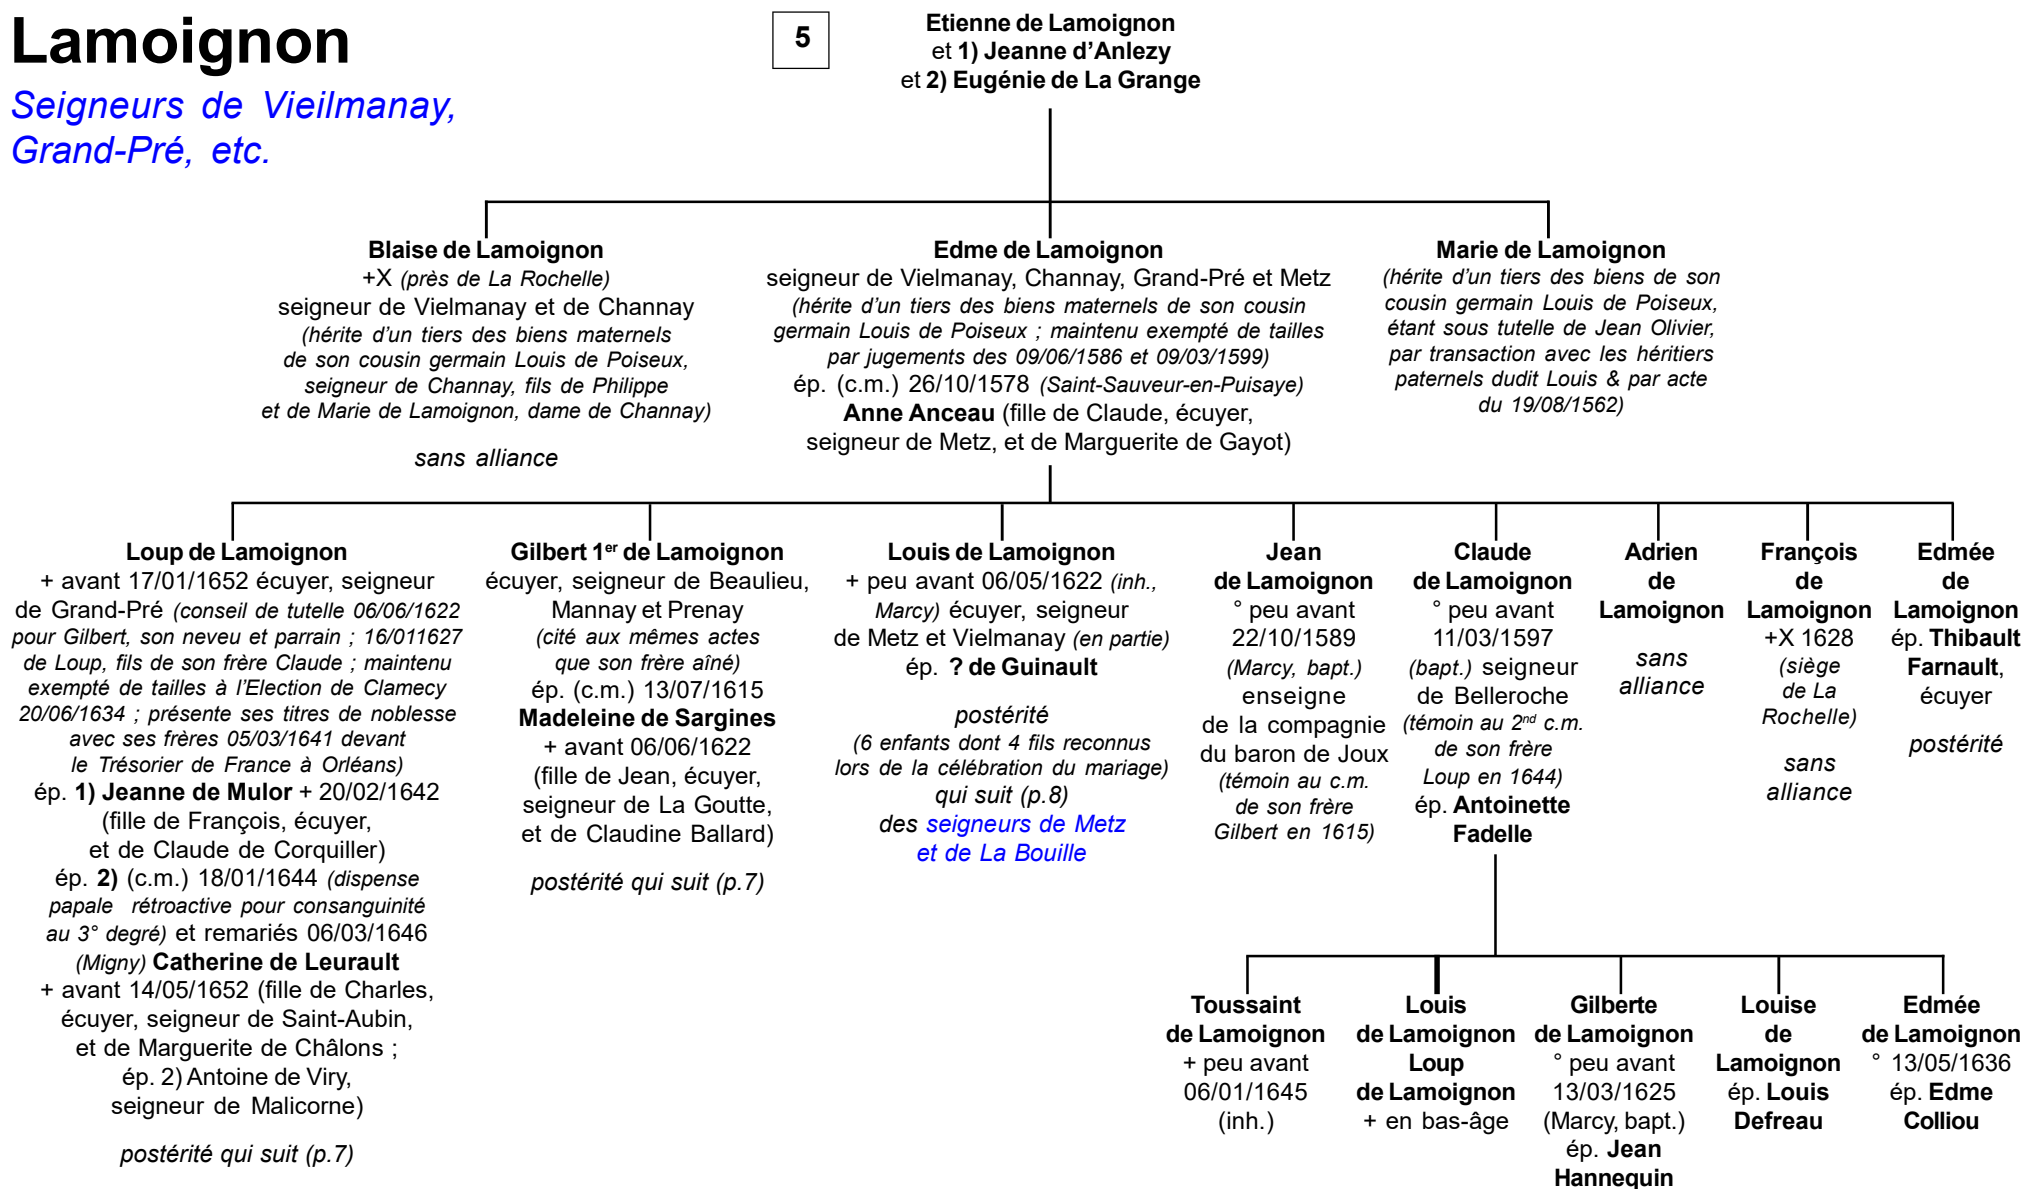 Lamoignon
Seigneurs de Vieilmanay,
Grand-Pré, etc.
5
Etienne de Lamoignon
et 1) Jeanne d'Anlezy
et 2) Eugénie de La Grange
Blaise de Lamoignon
+X (près de La Rochelle)
seigneur de Vielmanay et de Channay
(hérite d'un tiers des biens maternels
de son cousin germain Louis de Poiseux,
seigneur de Channay, fils de Philippe
et de Marie de Lamoignon, dame de Channay)
sans alliance
Edme de Lamoignon
seigneur de Vielmanay, Channay, Grand-Pré et Metz
(hérite d'un tiers des biens maternels de son cousin
germain Louis de Poiseux ; maintenu exempté de tailles
par jugements des 09/06/1586 et 09/03/1599)
ép. (c.m.) 26/10/1578 (Saint-Sauveur-en-Puisaye)
Anne Anceau (fille de Claude, écuyer,
seigneur de Metz, et de Marguerite de Gayot)
Marie de Lamoignon
(hérite d'un tiers des biens de son
cousin germain Louis de Poiseux,
étant sous tutelle de Jean Olivier,
par transaction avec les héritiers
paternels dudit Louis & par acte
du 19/08/1562)
Loup de Lamoignon
+ avant 17/01/1652 écuyer, seigneur
de Grand-Pré (conseil de tutelle 06/06/1622
pour Gilbert, son neveu et parrain ; 16/011627
de Loup, fils de son frère Claude ; maintenu
exempté de tailles à l'Election de Clamecy
20/06/1634 ; présente ses titres de noblesse
avec ses frères 05/03/1641 devant
le Trésorier de France à Orléans)
ép. 1) Jeanne de Mulor + 20/02/1642
(fille de François, écuyer,
et de Claude de Corquiller)
ép. 2) (c.m.) 18/01/1644 (dispense
papale rétroactive pour consanguinité
au 3° degré) et remariés 06/03/1646
(Migny) Catherine de Leurault
+ avant 14/05/1652 (fille de Charles,
écuyer, seigneur de Saint-Aubin,
et de Marguerite de Châlons ;
ép. 2) Antoine de Viry,
seigneur de Malicorne)
postérité qui suit (p.7)
Gilbert 1er de Lamoignon
écuyer, seigneur de Beaulieu,
Mannay et Prenay
(cité aux mêmes actes
que son frère aîné)
ép. (c.m.) 13/07/1615
Madeleine de Sargines
+ avant 06/06/1622
(fille de Jean, écuyer,
seigneur de La Goutte,
et de Claudine Ballard)
postérité qui suit (p.7)
Louis de Lamoignon
+ peu avant 06/05/1622 (inh.,
Marcy) écuyer, seigneur
de Metz et Vielmanay (en partie)
ép. ? de Guinault
postérité
(6 enfants dont 4 fils reconnus
lors de la célébration du mariage)
qui suit (p.8)
des seigneurs de Metz
et de La Bouille
Jean
de Lamoignon
° peu avant
22/10/1589
(Marcy, bapt.)
enseigne
de la compagnie
du baron de Joux
(témoin au c.m.
de son frère
Gilbert en 1615)
Claude
de Lamoignon
° peu avant
11/03/1597
(bapt.) seigneur
de Belleroche
(témoin au 2nd c.m.
de son frère
Loup en 1644)
ép. Antoinette
Fadelle
Adrien
de
Lamoignon
sans
alliance
François
de
Lamoignon
+X 1628
(siège
de La
Rochelle)
sans
alliance
Edmée
de
Lamoignon
ép. Thibault
Farnault,
écuyer
postérité
Toussaint
de Lamoignon
+ peu avant
06/01/1645
(inh.)
Louis
de Lamoignon
Loup
de Lamoignon
+ en bas-âge
Gilberte
de Lamoignon
° peu avant
13/03/1625
(Marcy, bapt.)
ép. Jean
Hannequin
Louise
de
Lamoignon
ép. Louis
Defreau
Edmée
de Lamoignon
° 13/05/1636
ép. Edme
Colliou